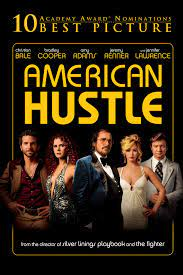 10 ACADEMY AWARD® NOMINATIONS
BEST PICTURE
christian BALE bradley COOPER amy ADAMS jeremy RENNER and jennifer LAWRENCE
AMERICAN
HUSTLE
from the director of silver linings playbook and the fighter